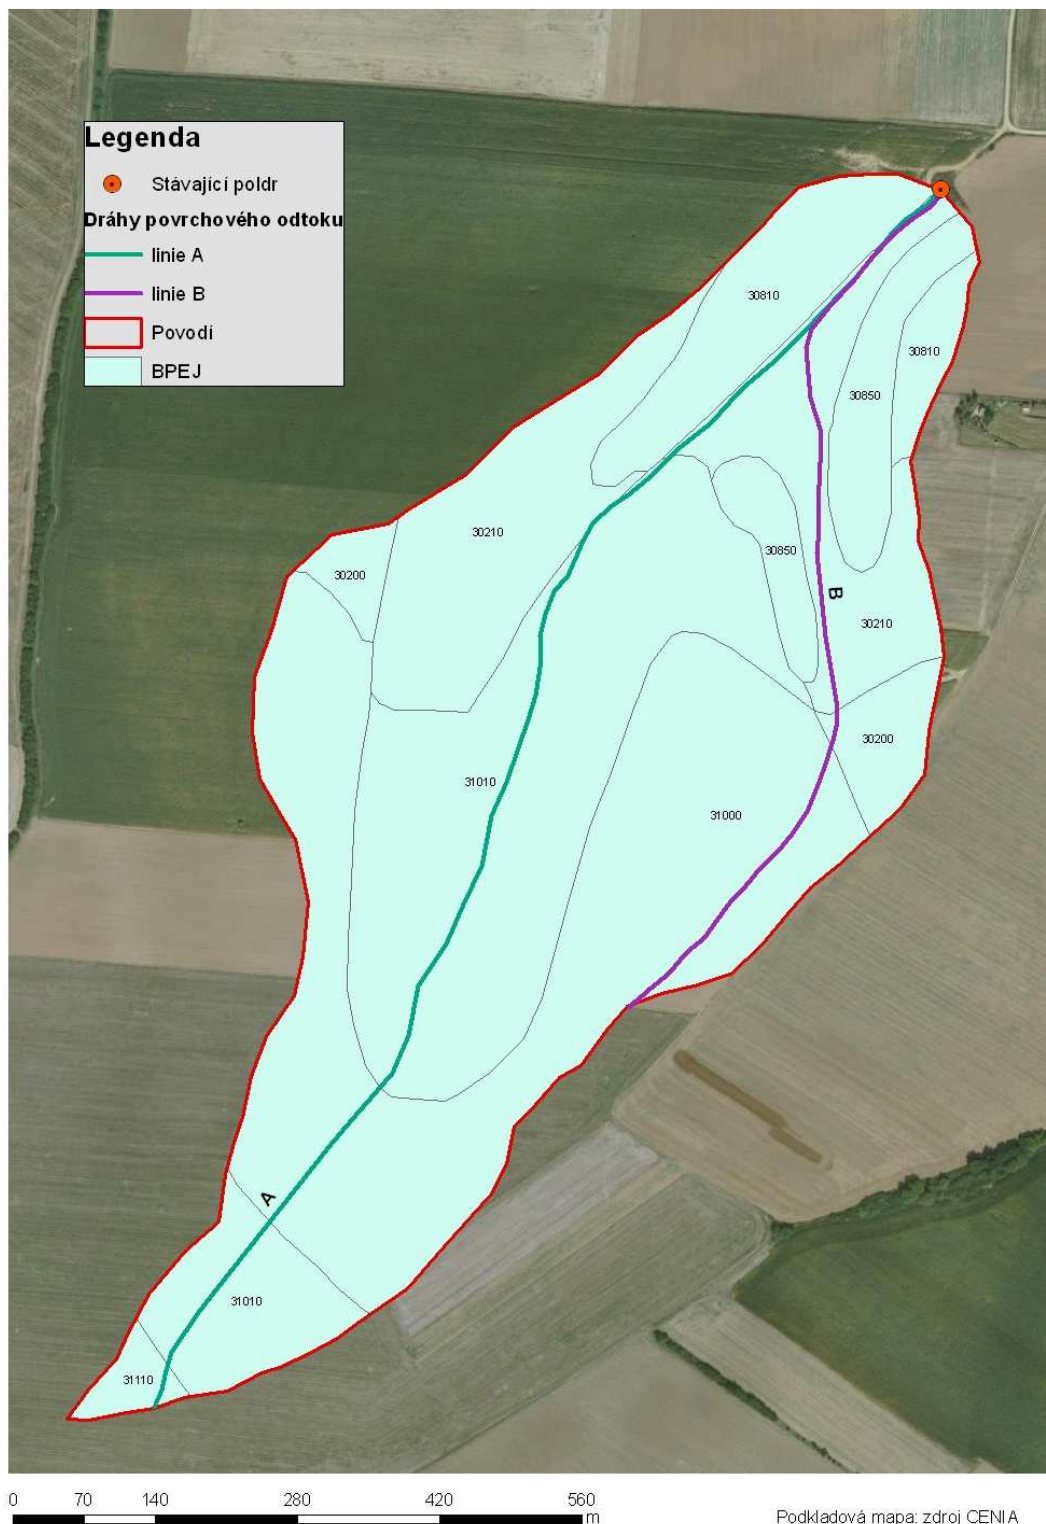 Legenda
Stávající poldr
Dráhy povrchového odtoku
linie A
linie B
Povodí
BPEJ
30810
30810
30850
30210
30850
30200
B
30210
30200
31010
31000
A
31010
31110
0 70 140 280 420 560
m
Podkladová mapa: zdroj CENIA